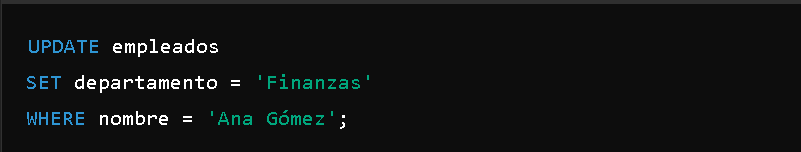 UPDATE empleados
SET departamento = 'Finanzas'
WHERE nombre = 'Ana Gómez';